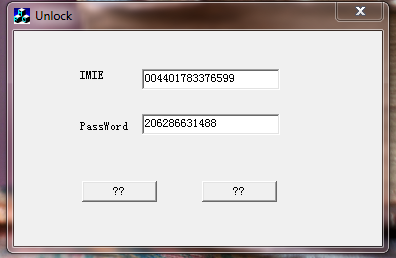 Unlock
IMIE
004401783376599
PassWord
206286631488
??
??